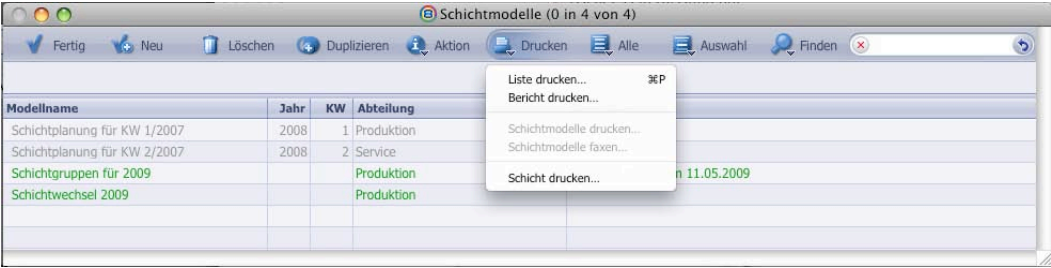 Schichtmodelle (0 in 4 von 4)
Fertig Neu Löschen Duplizieren Aktion Drucken Alle Auswahl Finden
Liste drucken... ⌘P
Bericht drucken...
Modellname Jahr KW Abteilung
Schichtplanung für KW 1/2007 2008 1 Produktion
Schichtmodelle drucken...
Schichtplanung für KW 2/2007 2008 2 Service
Schichtmodelle faxen...
Schichtgruppen für 2009 Produktion 11.05.2009
Schicht drucken...
Schichtwechsel 2009 Produktion